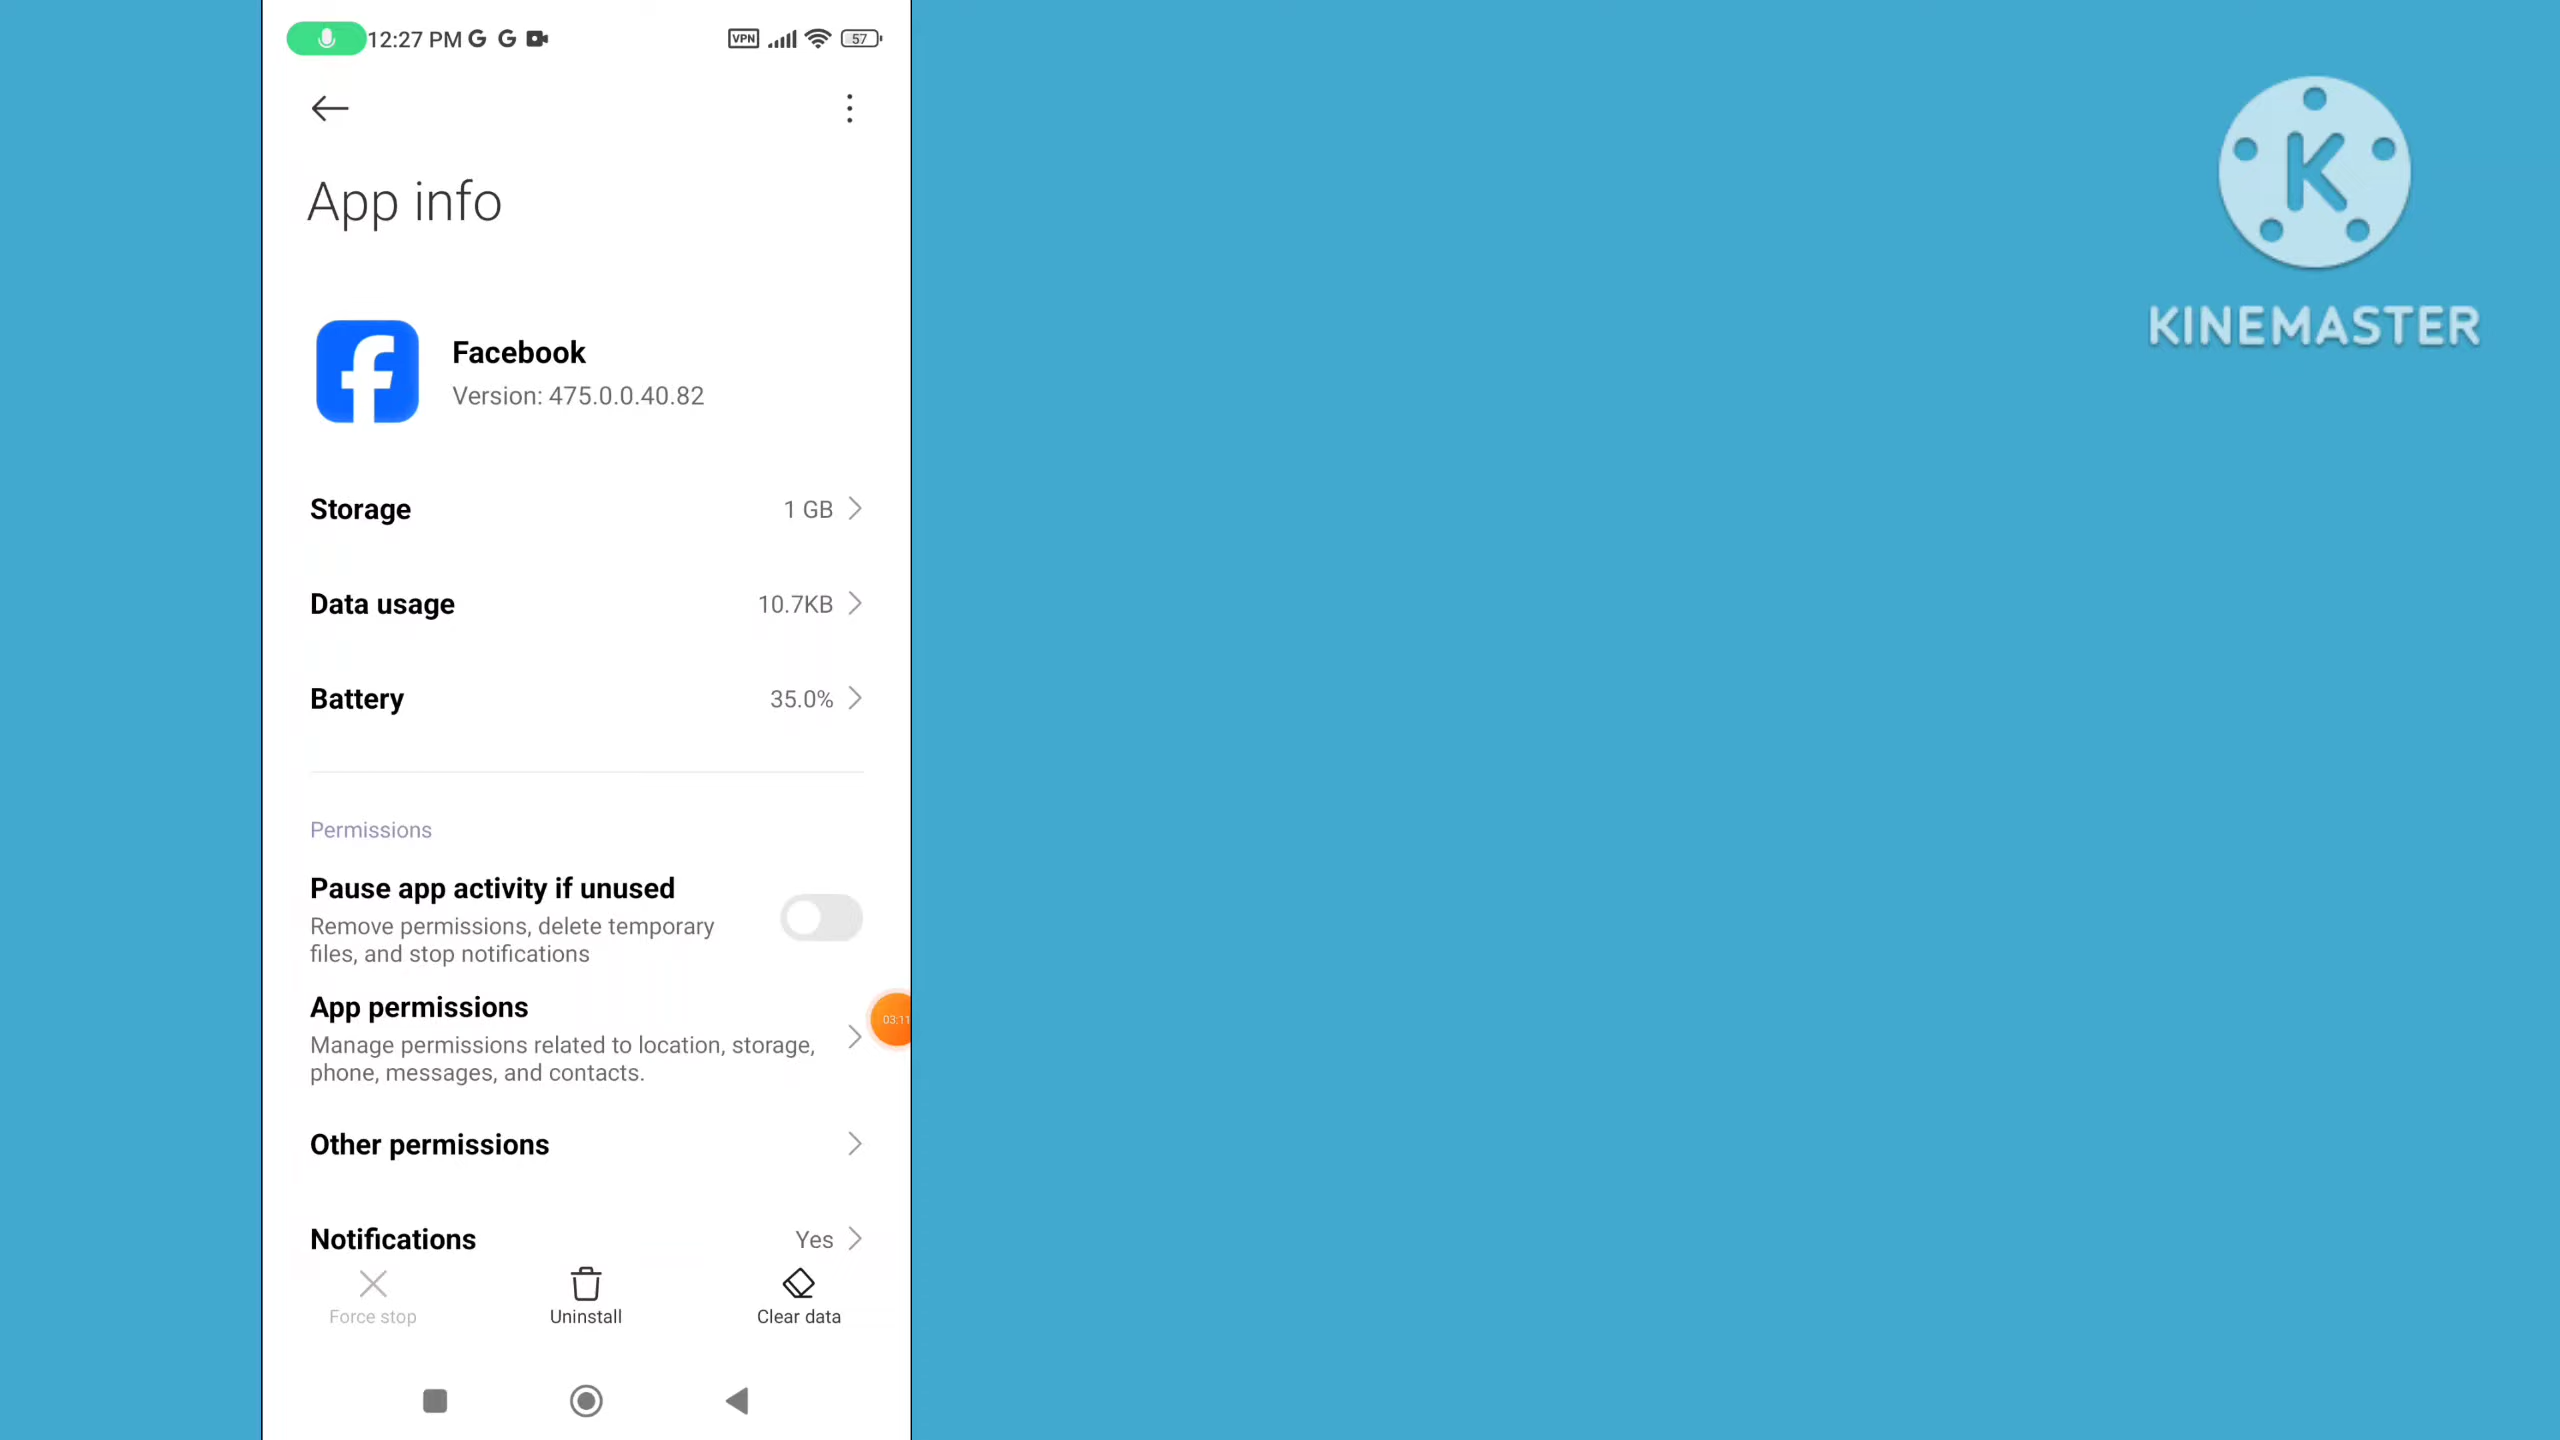 12:27 PM G G VPN 57
App info
Facebook
Version: 475.0.0.40.82
Storage 1 GB
Data usage 10.7KB
Battery 35.0%
Permissions
Pause app activity if unused
Remove permissions, delete temporary
files, and stop notifications
App permissions
Manage permissions related to location, storage,
phone, messages, and contacts.
03:11
Other permissions
Notifications Yes
Force stop Uninstall Clear data
K
KINEMASTER